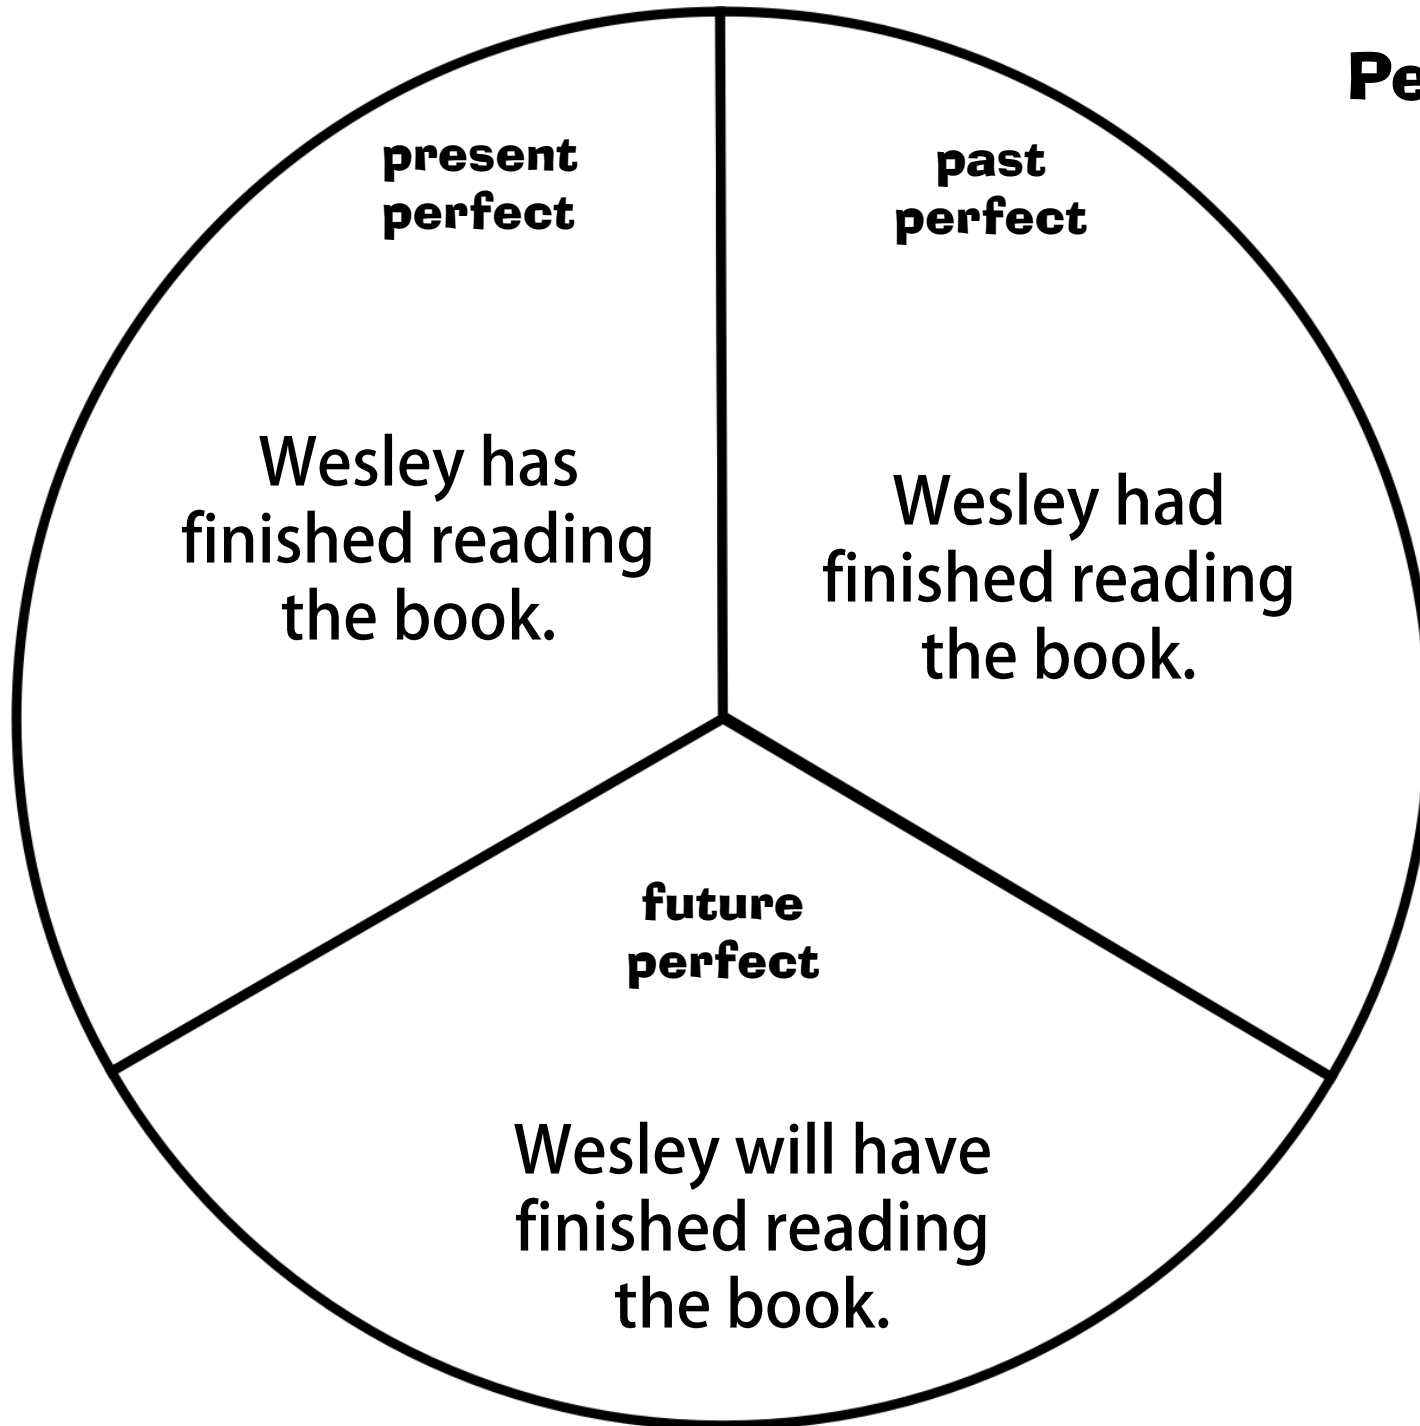 present
perfect
Wesley has
finished reading
the book.
past
perfect
Wesley had
finished reading
the book.
future
perfect
Wesley will have
finished reading
the book.